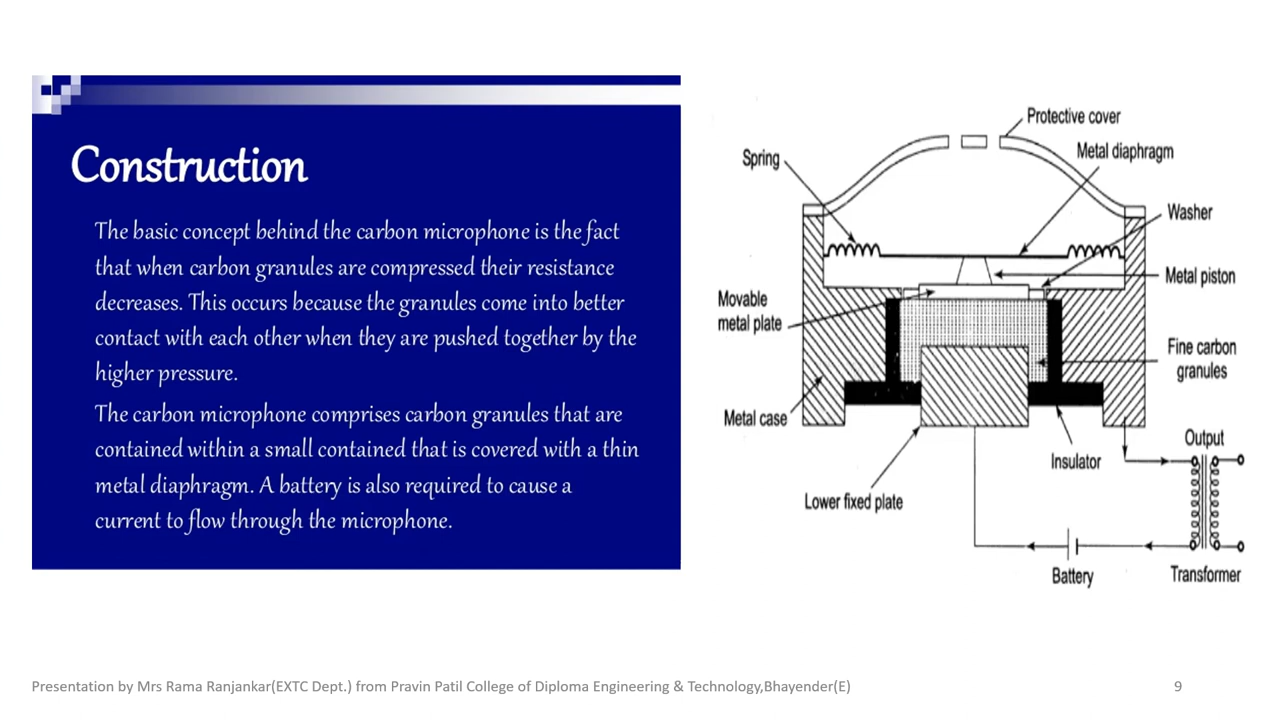 Construction
The basic concept behind the carbon microphone is the fact
that when carbon granules are compressed their resistance
decreases. This occurs because the granules come into better
contact with each other when they are pushed together by the
higher pressure.
The carbon microphone comprises carbon granules that are
contained within a small contained that is covered with a thin
metal diaphragm. A battery is also required to cause a
current to flow through the microphone.
Protective cover
Metal diaphragm
Spring
Washer
Metal piston
Movable
metal plate
Fine carbon
granules
Metal case
Output
Insulator
Lower fixed plate
Battery
Transformer
Presentation by Mrs Rama Ranjankar(EXTC Dept.) from Pravin Patil College of Diploma Engineering & Technology,Bhayender(E)
9